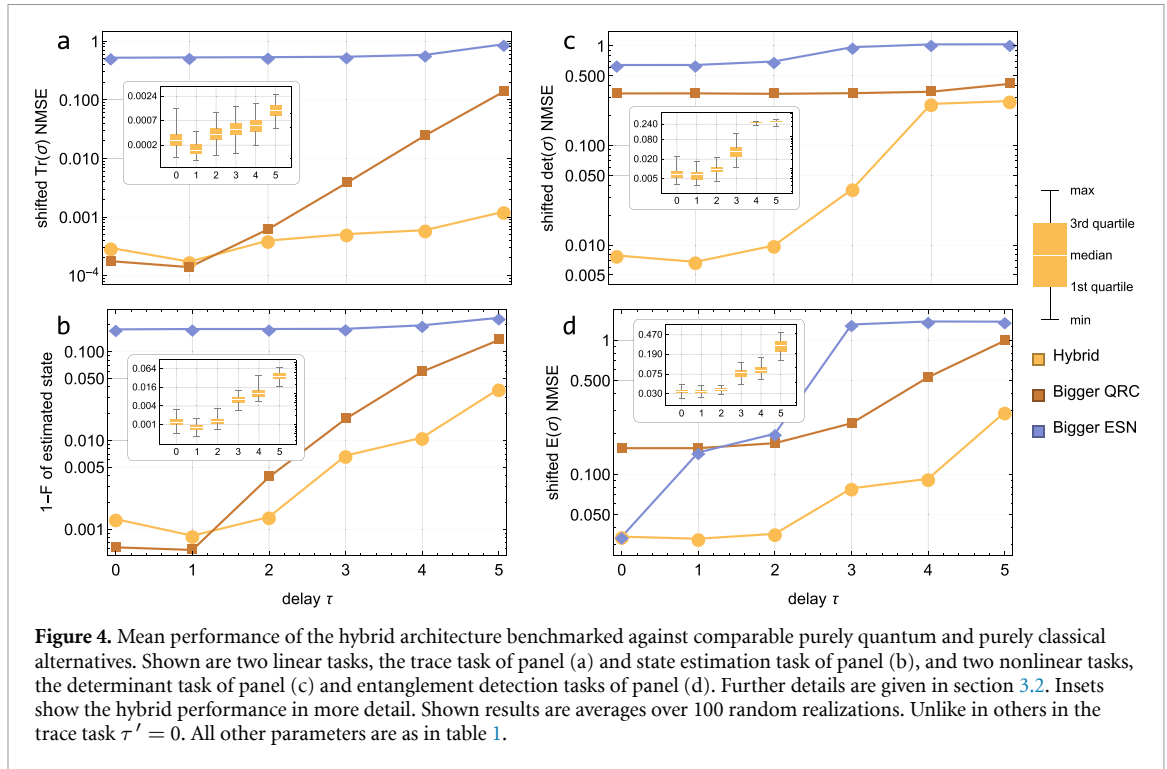 a
shifted Tr(σ) NMSE
1
0.100
0.010
0.001
10⁻⁴
0.0024
0.0007
0.0002
0 1 2 3 4 5
c
shifted det(σ) NMSE
1
0.500
0.100
0.050
0.010
0.005
0.240
0.080
0.020
0.005
0 1 2 3 4 5
b
1−F of estimated state
0.100
0.050
0.010
0.005
0.001
0.064
0.016
0.004
0.001
0 1 2 3 4 5
0 1 2 3 4 5
delay τ
d
shifted E(σ) NMSE
1
0.500
0.100
0.050
0.470
0.190
0.075
0.030
0 1 2 3 4 5
0 1 2 3 4 5
delay τ
max
3rd quartile
median
1st quartile
min
Hybrid
Bigger QRC
Bigger ESN
Figure 4. Mean performance of the hybrid architecture benchmarked against comparable purely quantum and purely classical
alternatives. Shown are two linear tasks, the trace task of panel (a) and state estimation task of panel (b), and two nonlinear tasks,
the determinant task of panel (c) and entanglement detection tasks of panel (d). Further details are given in section 3.2. Insets
show the hybrid performance in more detail. Shown results are averages over 100 random realizations. Unlike in others in the
trace task τ′ = 0. All other parameters are as in table 1.